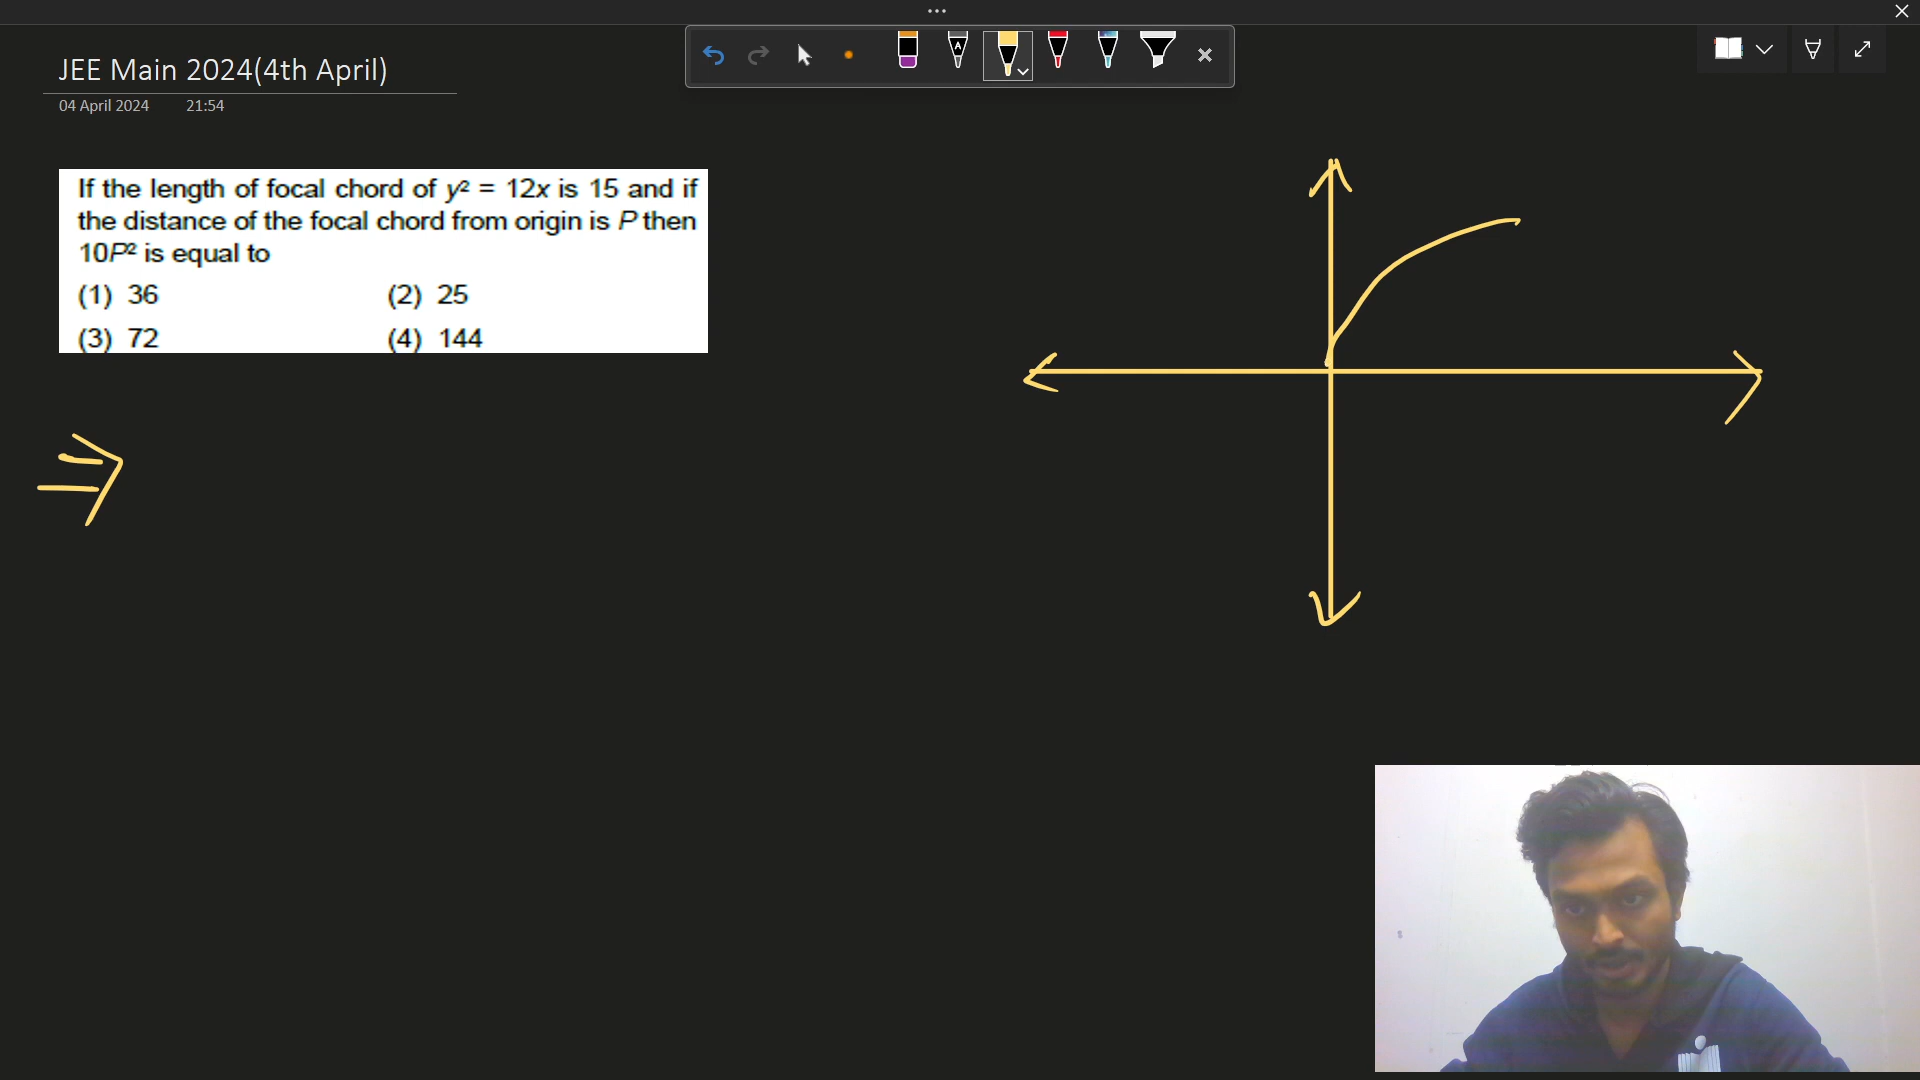 JEE Main 2024(4th April)
04 April 2024 21:54
If the length of focal chord of y² = 12x is 15 and if
the distance of the focal chord from origin is P then
10P² is equal to
(1) 36 (2) 25
(3) 72 (4) 144